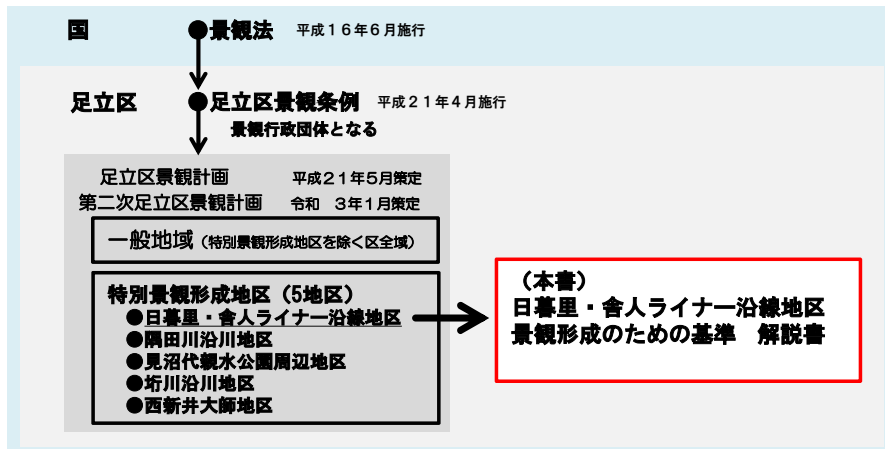 国 ●景観法 平成16年6月施行
足立区 ●足立区景観条例 平成21年4月施行
景観行政団体となる
足立区景観計画 平成21年5月策定
第二次足立区景観計画 令和 3年1月策定
一般地域（特別景観形成地区を除く区全域）
特別景観形成地区（5地区）
●日暮里・舎人ライナー沿線地区
●隅田川沿川地区
●見沼代親水公園周辺地区
●垳川沿川地区
●西新井大師地区
（本書）
日暮里・舎人ライナー沿線地区
景観形成のための基準 解説書